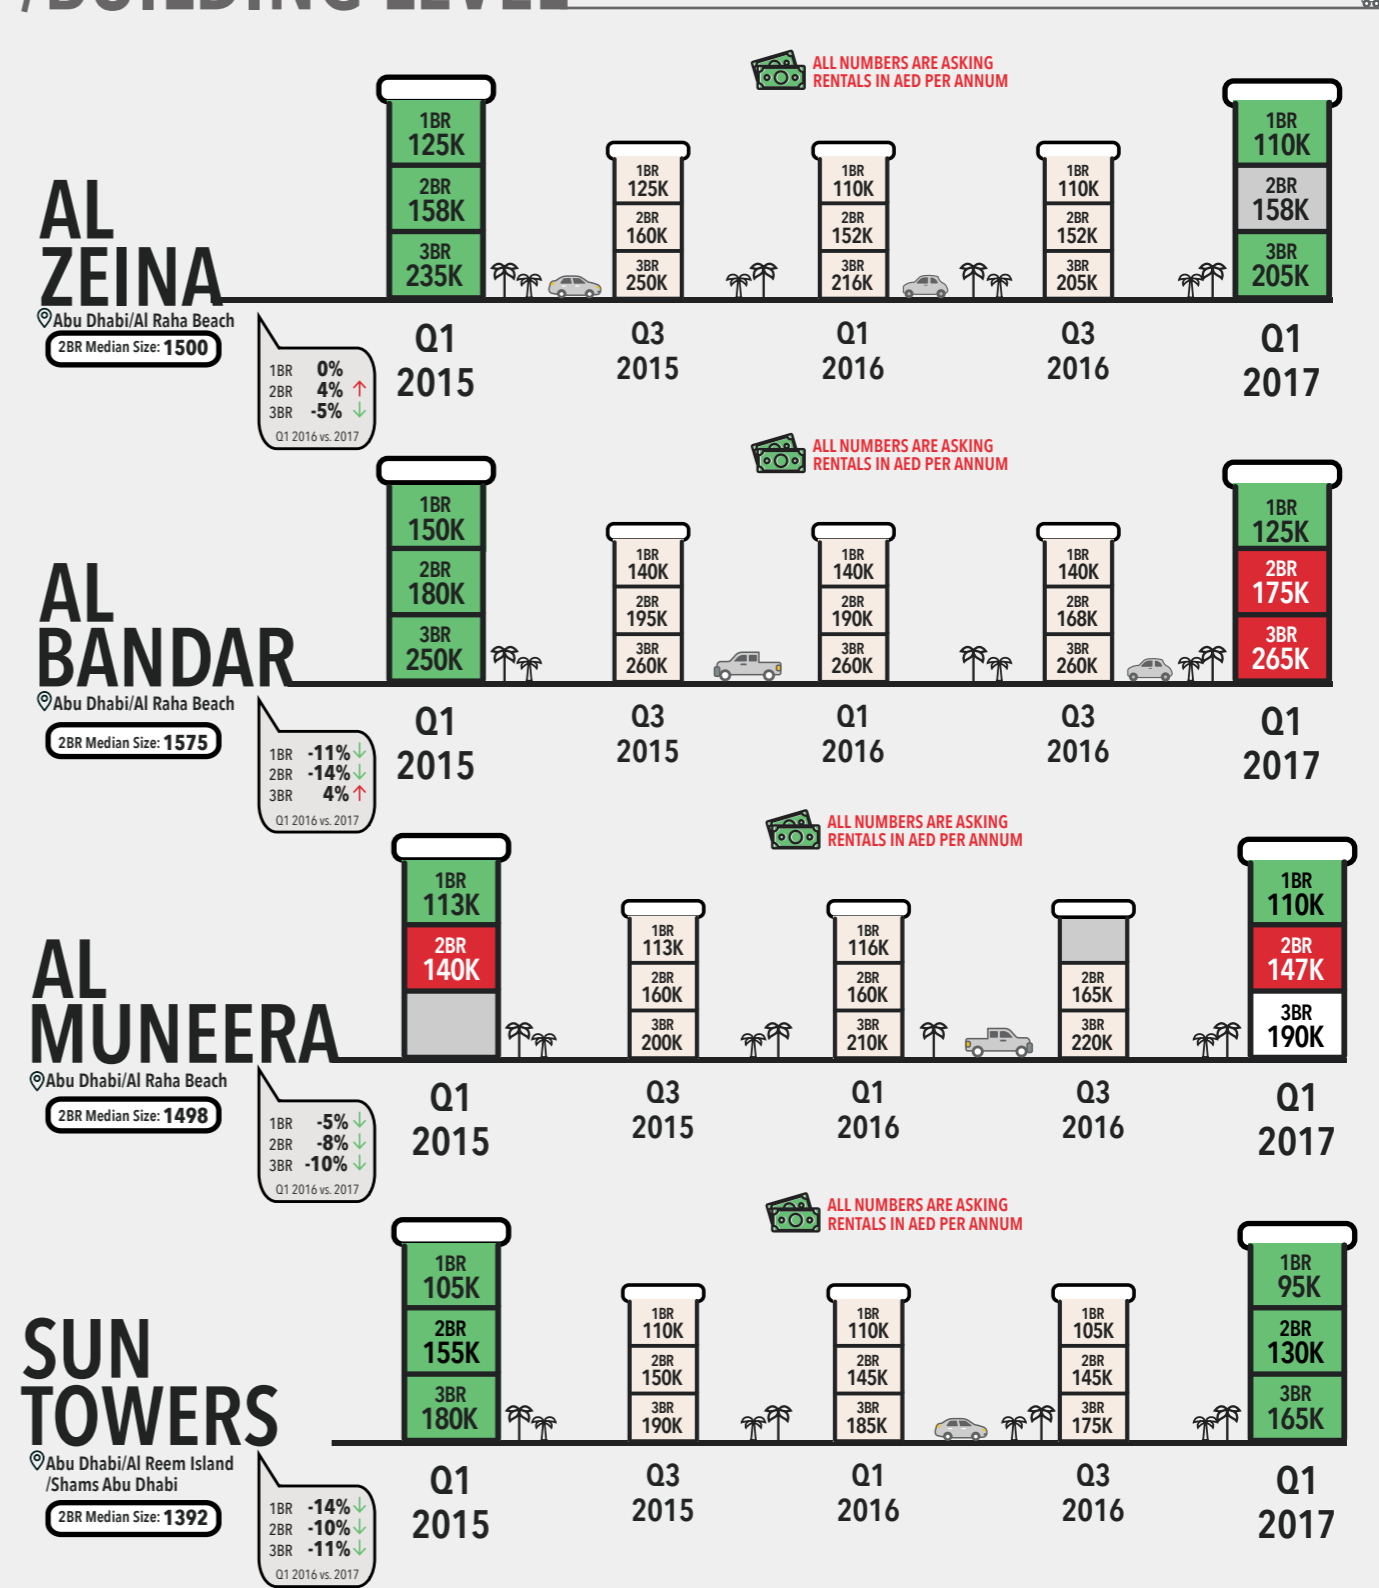 /BUILDING LEVEL
ALL NUMBERS ARE ASKING
RENTALS IN AED PER ANNUM
AL
ZEINA
Abu Dhabi/Al Raha Beach
2BR Median Size: 1500
1BR 0%
2BR 4%
3BR -5%
Q1 2016 vs. 2017
1BR
125K
2BR
158K
3BR
235K
Q1
2015
1BR
125K
2BR
160K
3BR
250K
Q3
2015
1BR
110K
2BR
152K
3BR
216K
Q1
2016
1BR
110K
2BR
152K
3BR
205K
Q3
2016
1BR
110K
2BR
158K
3BR
205K
Q1
2017
ALL NUMBERS ARE ASKING
RENTALS IN AED PER ANNUM
AL
BANDAR
Abu Dhabi/Al Raha Beach
2BR Median Size: 1575
1BR -11%
2BR -14%
3BR 4%
Q1 2016 vs. 2017
1BR
150K
2BR
180K
3BR
250K
Q1
2015
1BR
140K
2BR
195K
3BR
260K
Q3
2015
1BR
140K
2BR
190K
3BR
260K
Q1
2016
1BR
140K
2BR
168K
3BR
260K
Q3
2016
1BR
125K
2BR
175K
3BR
265K
Q1
2017
ALL NUMBERS ARE ASKING
RENTALS IN AED PER ANNUM
AL
MUNEERA
Abu Dhabi/Al Raha Beach
2BR Median Size: 1498
1BR -5%
2BR -8%
3BR -10%
Q1 2016 vs. 2017
1BR
113K
2BR
140K
Q1
2015
1BR
113K
2BR
160K
3BR
200K
Q3
2015
1BR
116K
2BR
160K
3BR
210K
Q1
2016
2BR
165K
3BR
220K
Q3
2016
1BR
110K
2BR
147K
3BR
190K
Q1
2017
ALL NUMBERS ARE ASKING
RENTALS IN AED PER ANNUM
SUN
TOWERS
Abu Dhabi/Al Reem Island
/Shams Abu Dhabi
2BR Median Size: 1392
1BR -14%
2BR -10%
3BR -11%
Q1 2016 vs. 2017
1BR
105K
2BR
155K
3BR
180K
Q1
2015
1BR
110K
2BR
150K
3BR
190K
Q3
2015
1BR
110K
2BR
145K
3BR
185K
Q1
2016
1BR
105K
2BR
145K
3BR
175K
Q3
2016
1BR
95K
2BR
130K
3BR
165K
Q1
2017